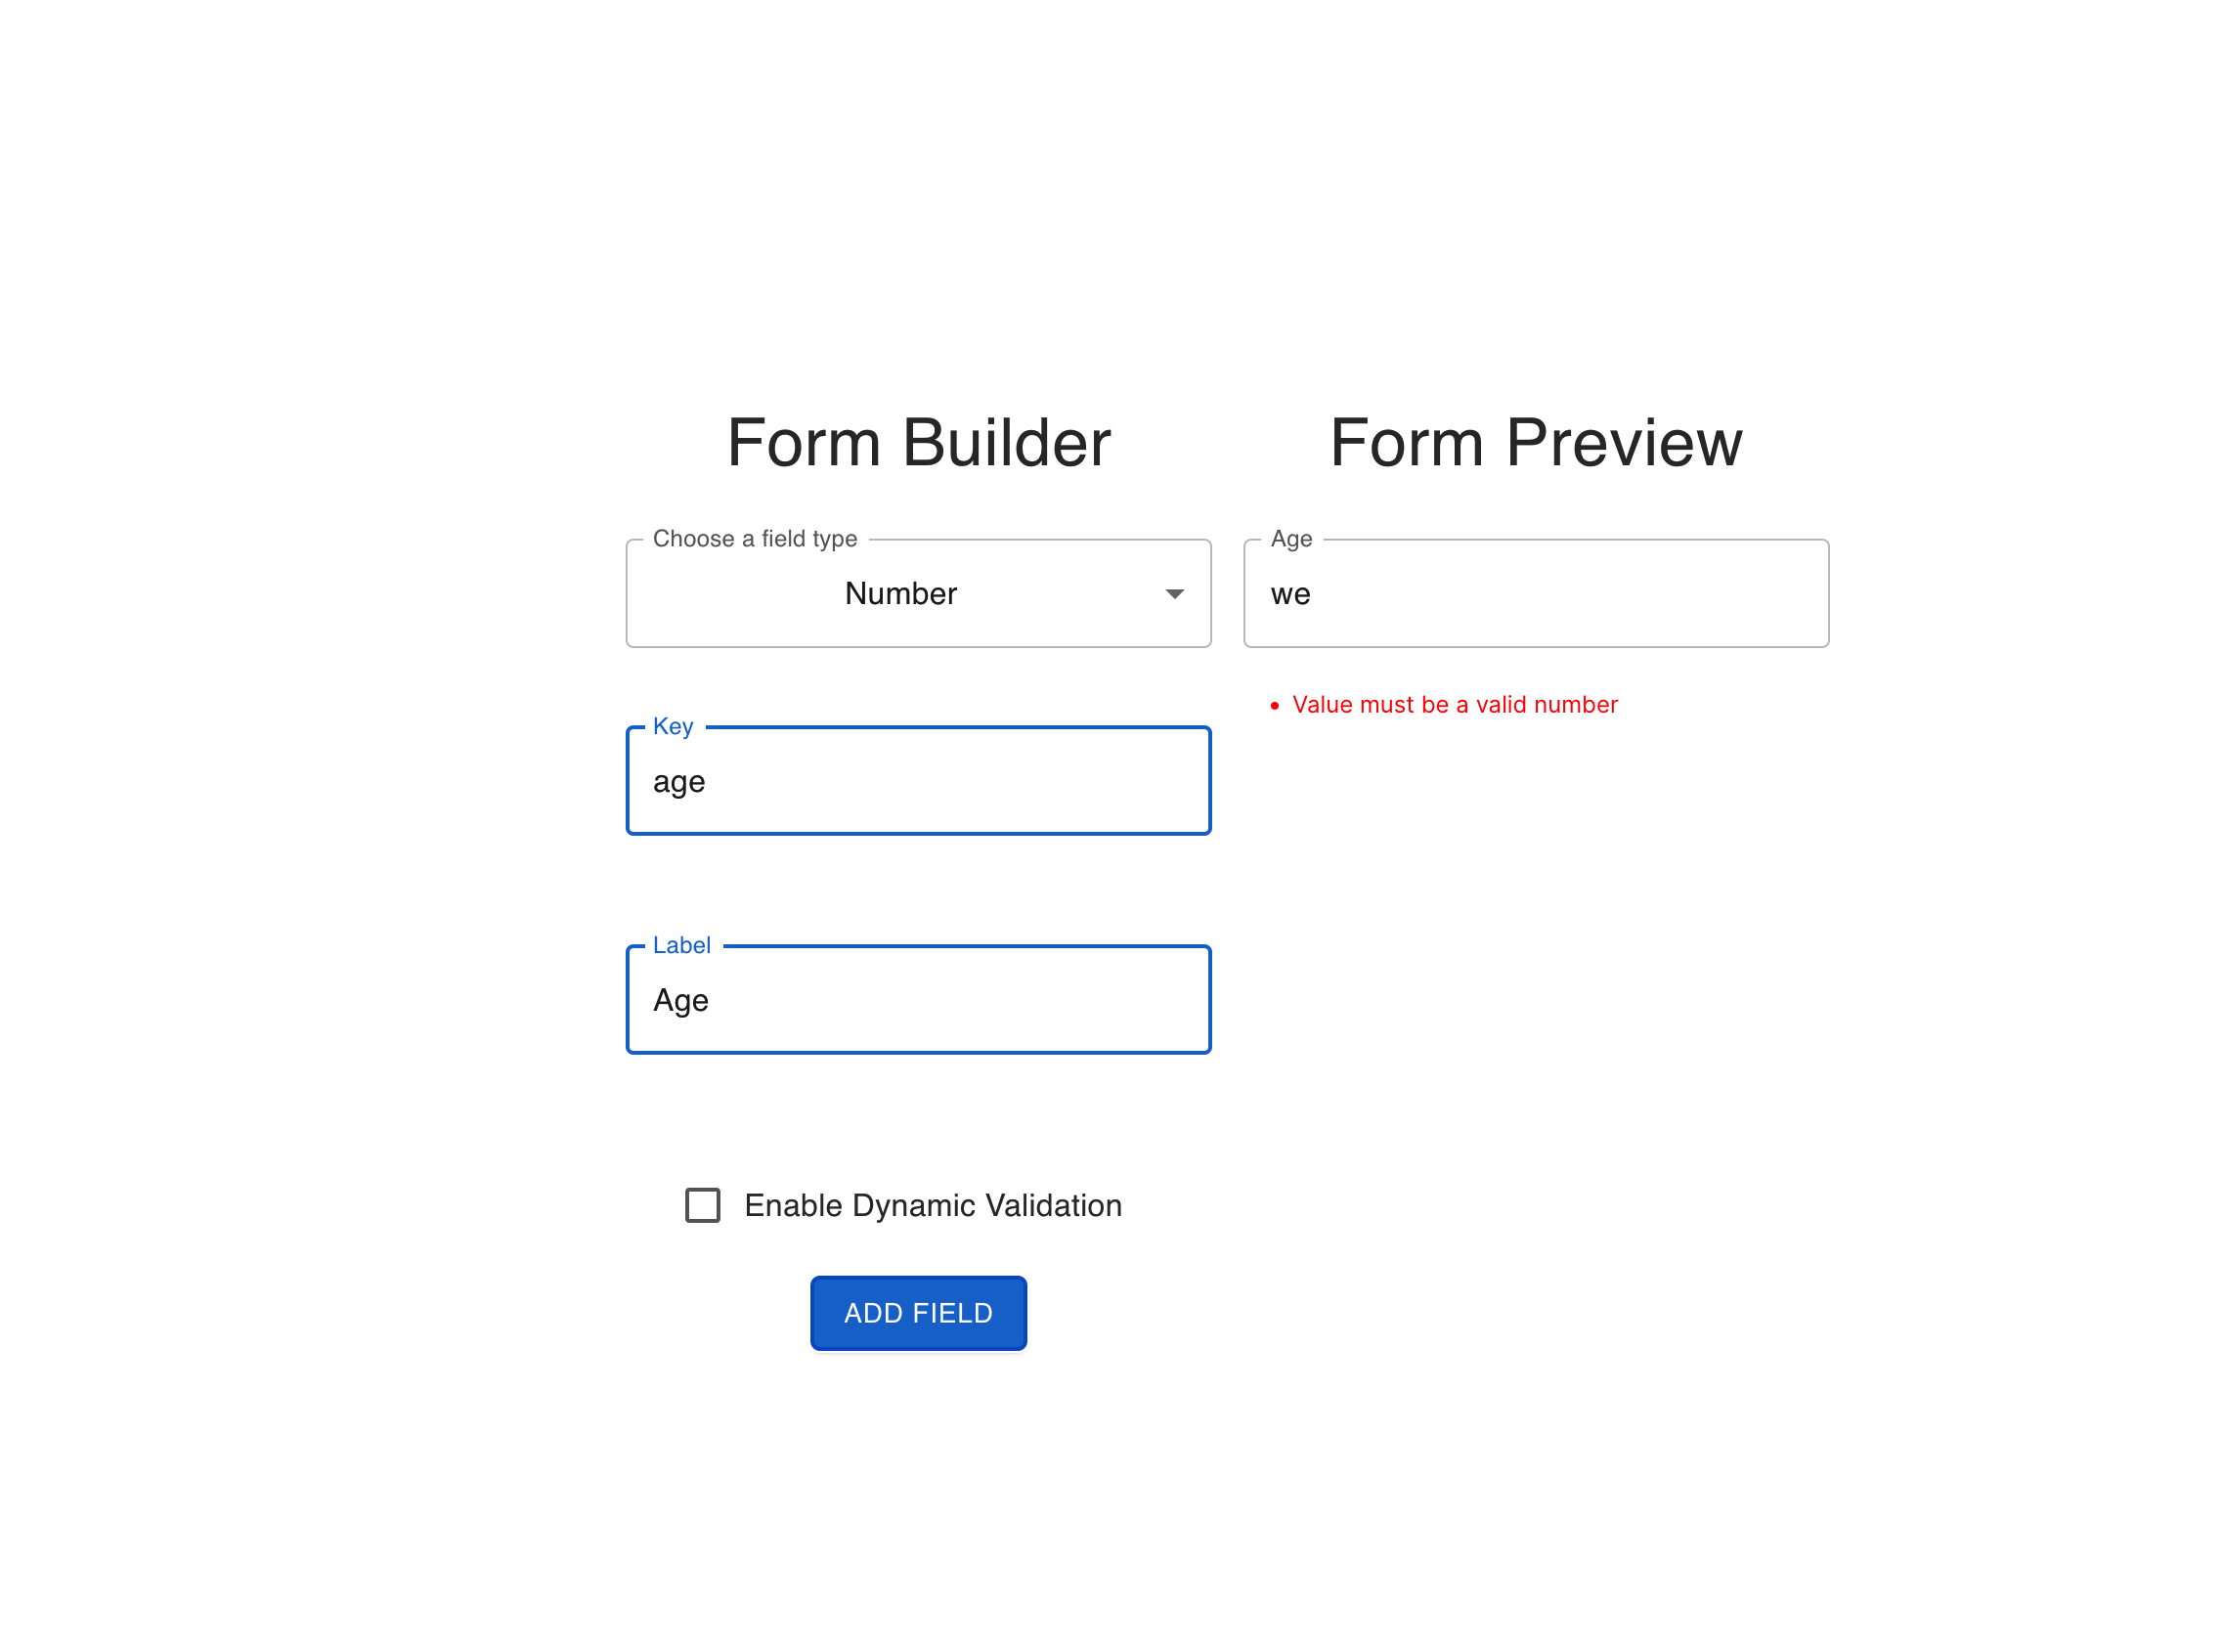 Form Builder
Choose a field type
Number
Key
age
Label
Age
Enable Dynamic Validation
ADD FIELD
Form Preview
Age
we
Value must be a valid number